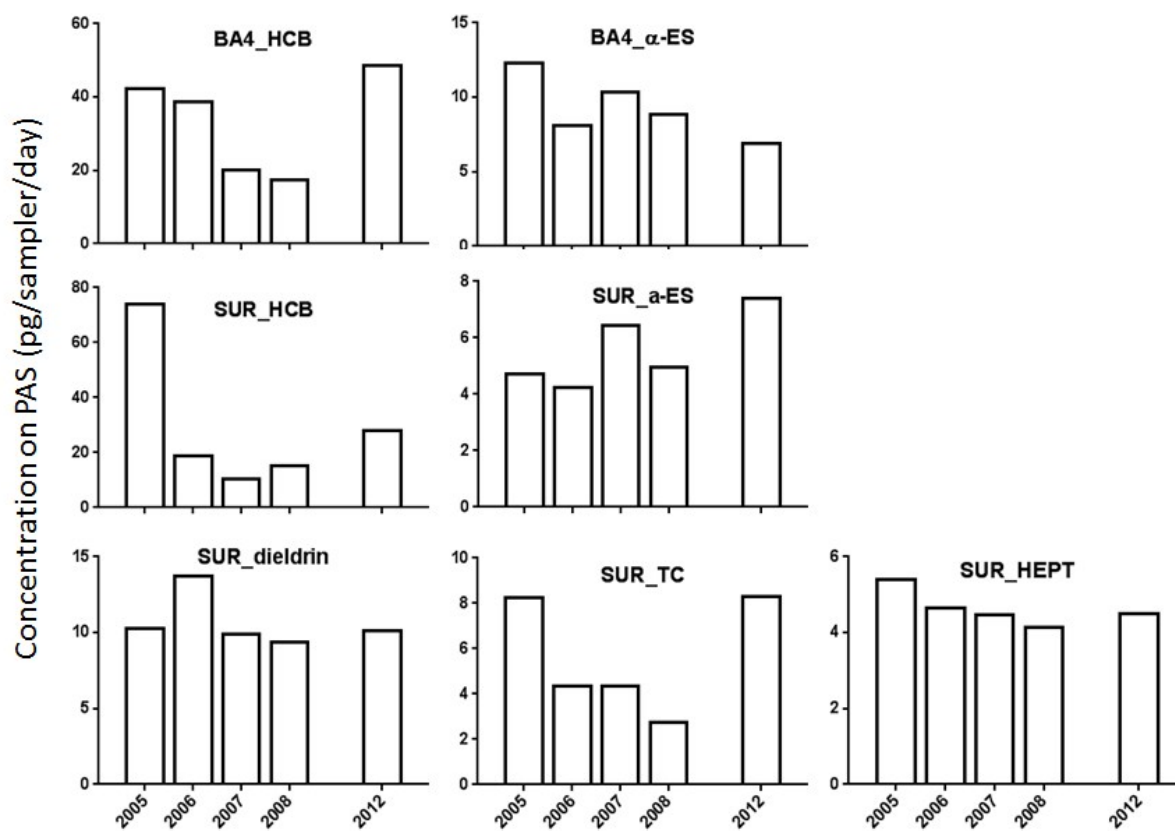 Concentration on PAS (pg/sampler/day)
BA4_HCB
60
40
20
0
BA4_α-ES
15
10
5
0
SUR_HCB
80
60
40
20
0
SUR_a-ES
8
6
4
2
0
SUR_dieldrin
15
10
5
0
2005 2006 2007 2008 2012
SUR_TC
10
8
6
4
2
0
2005 2006 2007 2008 2012
SUR_HEPT
6
4
2
0
2005 2006 2007 2008 2012